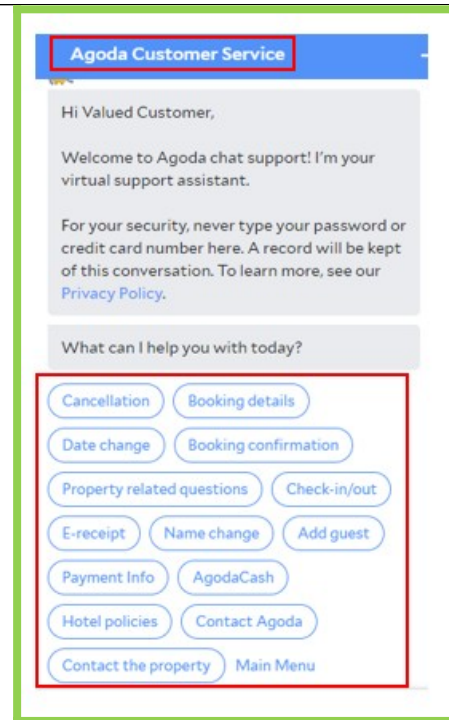 Agoda Customer Service
Hi Valued Customer,
Welcome to Agoda chat support! I'm your
virtual support assistant.
For your security, never type your password or
credit card number here. A record will be kept
of this conversation. To learn more, see our
Privacy Policy.
What can I help you with today?
Cancellation Booking details
Date change Booking confirmation
Property related questions Check-in/out
E-receipt Name change Add guest
Payment Info AgodaCash
Hotel policies Contact Agoda
Contact the property Main Menu